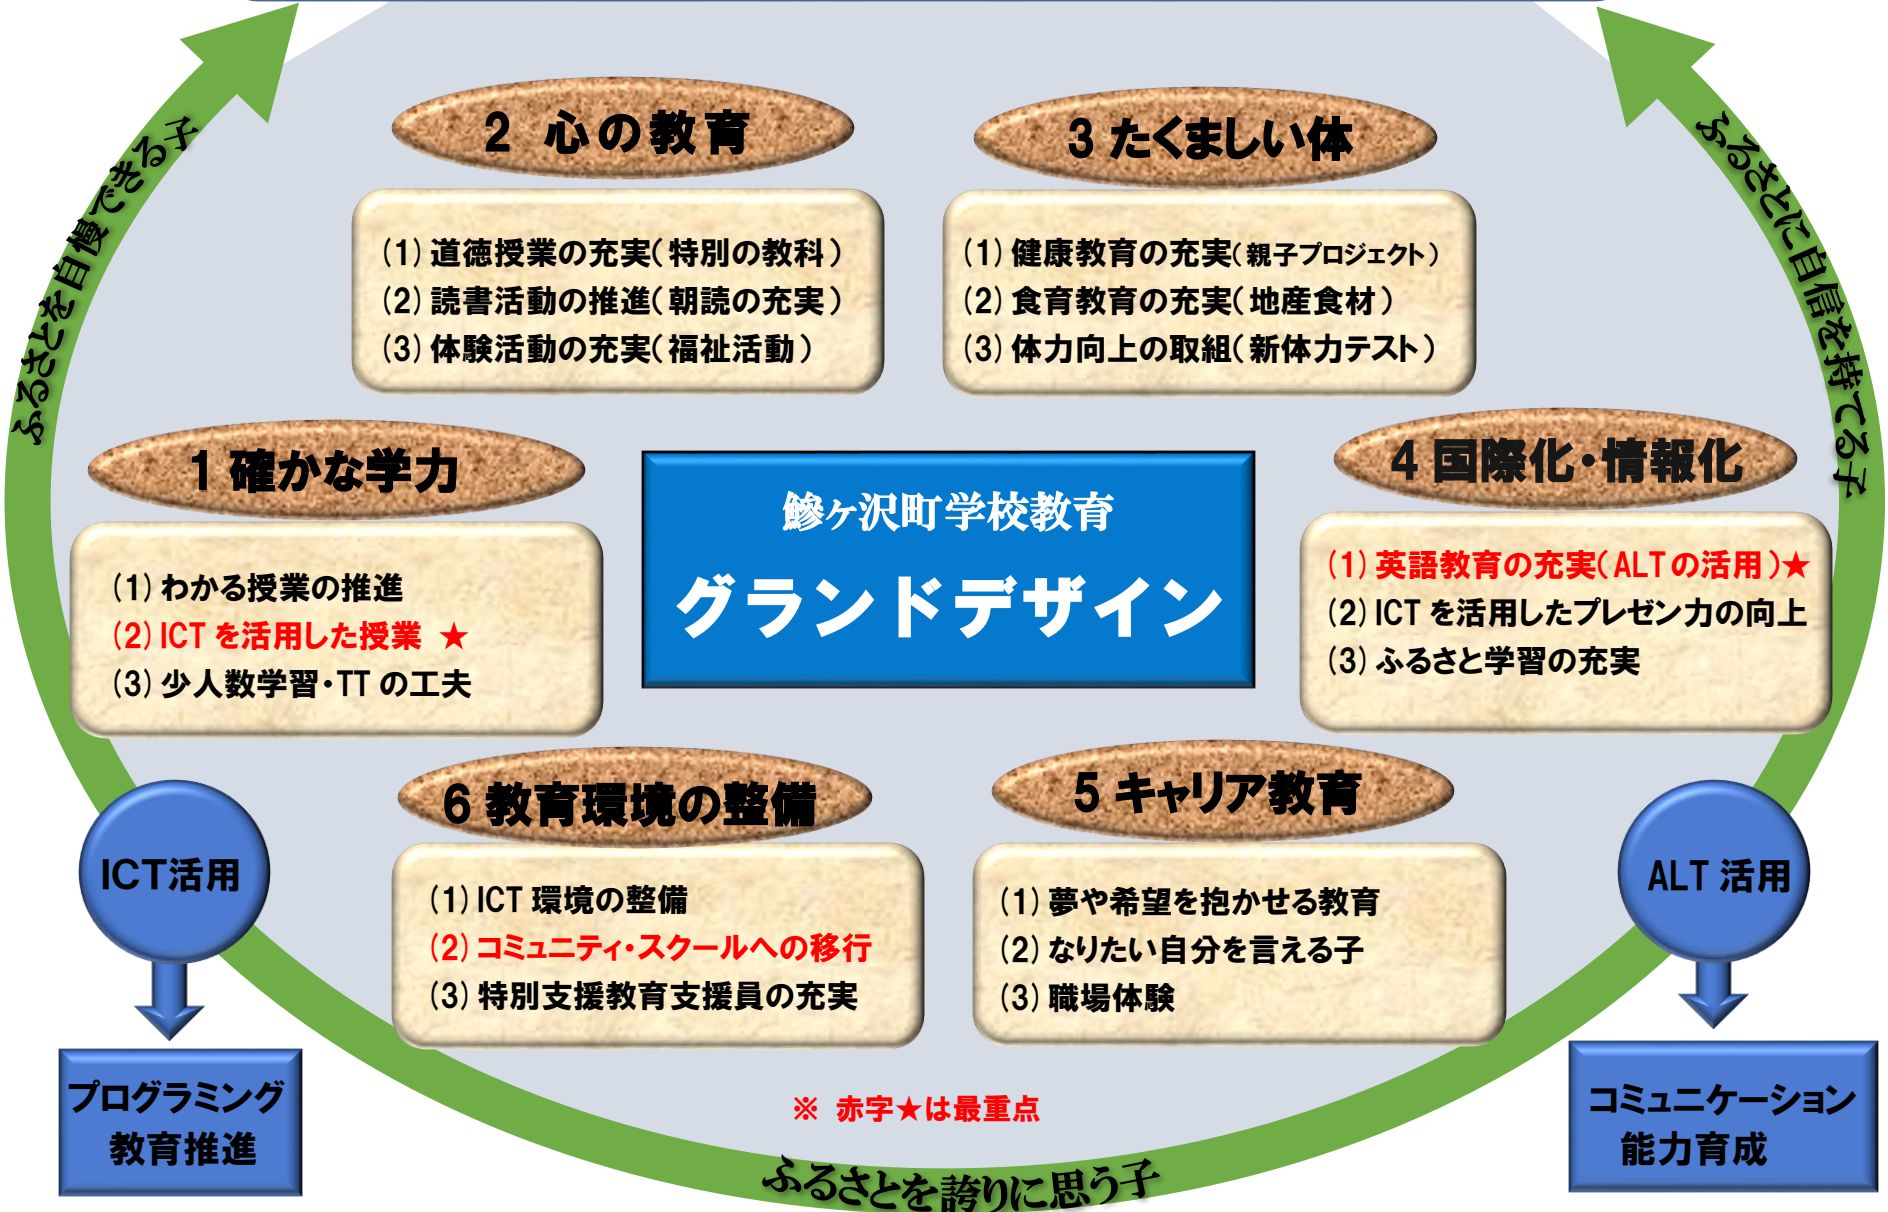 ふるさとを自慢できる子
ふるさとに自信を持てる子
2 心の教育
(1) 道徳授業の充実(特別の教科)
(2) 読書活動の推進(朝読の充実)
(3) 体験活動の充実(福祉活動)
3 たくましい体
(1) 健康教育の充実(親子プロジェクト)
(2) 食育教育の充実(地産食材)
(3) 体力向上の取組(新体力テスト)
1 確かな学力
(1) わかる授業の推進
(2) ICT を活用した授業 ★
(3) 少人数学習・TT の工夫
鰺ヶ沢町学校教育
グランドデザイン
4 国際化・情報化
(1) 英語教育の充実(ALTの活用)★
(2) ICT を活用したプレゼン力の向上
(3) ふるさと学習の充実
6 教育環境の整備
(1) ICT 環境の整備
(2) コミュニティ・スクールへの移行
(3) 特別支援教育支援員の充実
5 キャリア教育
(1) 夢や希望を抱かせる教育
(2) なりたい自分を言える子
(3) 職場体験
ICT活用
プログラミング
教育推進
ALT 活用
コミュニケーション
能力育成
※ 赤字★は最重点
ふるさとを誇りに思う子